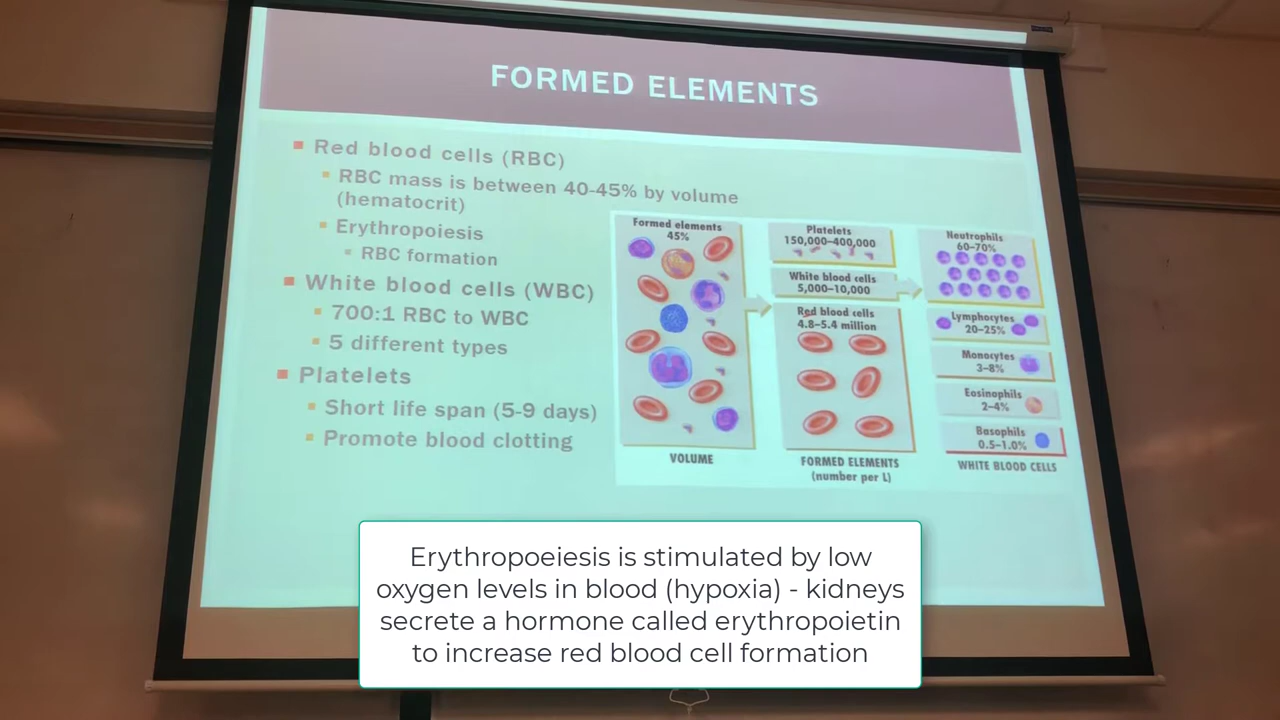 FORMED ELEMENTS
Red blood cells (RBC)
RBC mass is between 40-45% by volume
(hematocrit)
Erythropoiesis
RBC formation
White blood cells (WBC)
700:1 RBC to WBC
5 different types
Platelets
Short life span (5-9 days)
Promote blood clotting
Formed elements
45%
VOLUME
Platelets
150,000–400,000
White blood cells
5,000–10,000
Red blood cells
4.8–5.4 million
FORMED ELEMENTS
(number per L)
Neutrophils
60–70%
Lymphocytes
20–25%
Monocytes
3–8%
Eosinophils
2–4%
Basophils
0.5–1.0%
WHITE BLOOD CELLS
Erythropoeiesis is stimulated by low
oxygen levels in blood (hypoxia) - kidneys
secrete a hormone called erythropoietin
to increase red blood cell formation